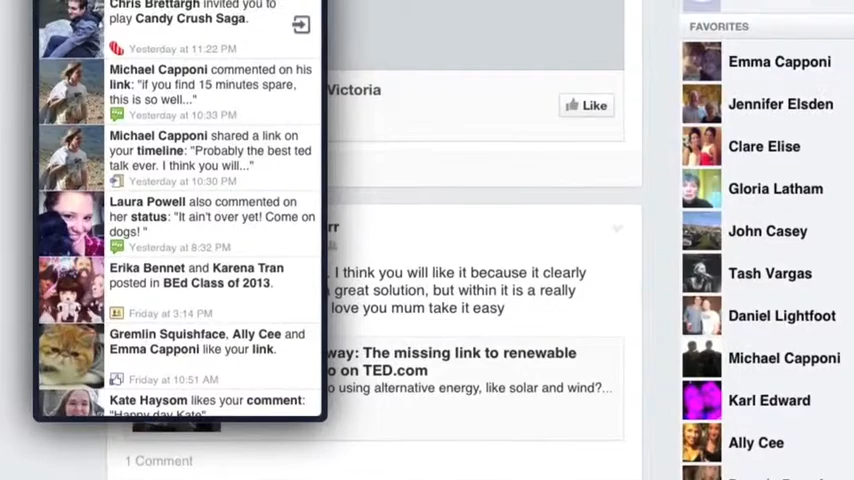 Chris Brettargh invited you to
play Candy Crush Saga.
Yesterday at 11:22 PM
Michael Capponi commented on his
link: "if you find 15 minutes spare,
this is so well..."
Yesterday at 10:33 PM
Michael Capponi shared a link on
your timeline: "Probably the best ted
talk ever. I think you will..."
Yesterday at 10:30 PM
Laura Powell also commented on
her status: "It ain't over yet! Come on
dogs! "
Yesterday at 8:32 PM
Erika Bennet and Karena Tran
posted in BEd Class of 2013.
Friday at 3:14 PM
Gremlin Squishface, Ally Cee and
Emma Capponi like your link.
Friday at 10:51 AM
Kate Haysom likes your comment:
"Happy day Kate"
Victoria
Like
rr
I think you will like it because it clearly
great solution, but within it is a really
love you mum take it easy
way: The missing link to renewable
o on TED.com
o using alternative energy, like solar and wind?...
1 Comment
FAVORITES
Emma Capponi
Jennifer Elsden
Clare Elise
Gloria Latham
John Casey
Tash Vargas
Daniel Lightfoot
Michael Capponi
Karl Edward
Ally Cee